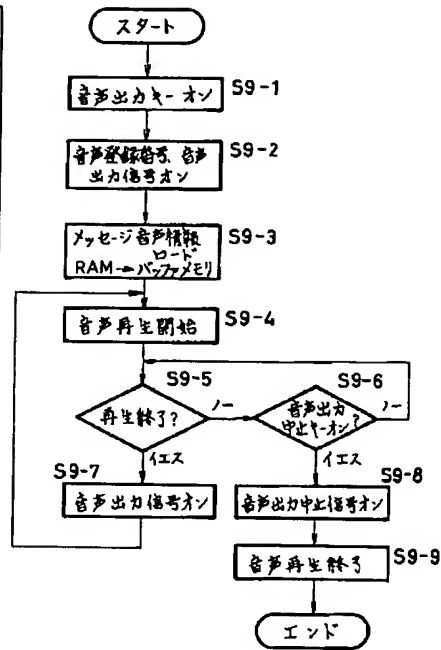 スタート
音声出力キーオン S9-1
音声登録番号、音声 S9-2
出力信号オン
メッセージ音声情報
ロード S9-3
RAM→バッファメモリ
音声再生開始 S9-4
S9-5 S9-6
再生終了? ノー 音声出力 ノー
中止キーオン?
イエス イエス
S9-7 S9-8
音声出力信号オン 音声出力中止信号オン
音声再生終了 S9-9
エンド